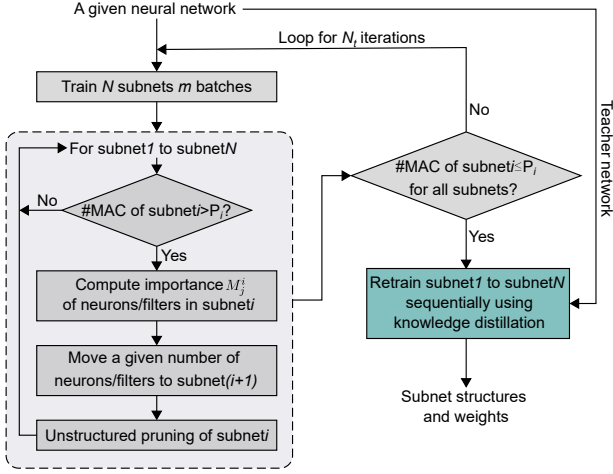 A given neural network
Loop for Nt iterations
Train N subnets m batches
For subnet1 to subnetN
No
#MAC of subneti>Pi?
Yes
Compute importance M_j^i
of neurons/filters in subneti
Move a given number of
neurons/filters to subnet(i+1)
Unstructured pruning of subneti
No
#MAC of subneti≤Pi
for all subnets?
Yes
Teacher network
Retrain subnet1 to subnetN
sequentially using
knowledge distillation
Subnet structures
and weights